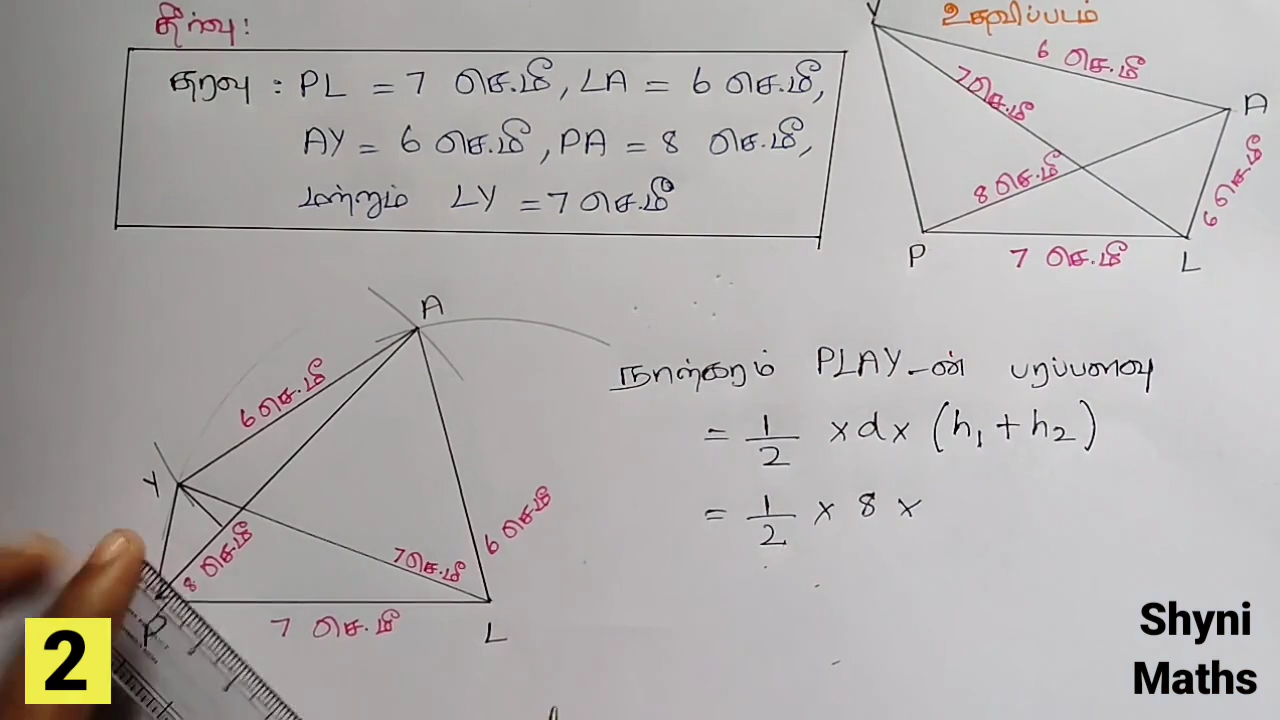 தீர்வு :
தரவு : PL = 7 செ.மீ, LA = 6 செ.மீ,
AY = 6 செ.மீ, PA = 8 செ.மீ,
மற்றும் LY = 7 செ.மீ
உதவிப்படம்
Y
6 செ.மீ
7 செ.மீ
A
8 செ.மீ
6 செ.மீ
P
7 செ.மீ
L
A
6 செ.மீ
Y
8 செ.மீ
7 செ.மீ
6 செ.மீ
P
7 செ.மீ
L
நாற்கரம் PLAY-ன் பரப்பளவு
= 1/2 × d × (h₁ + h₂)
= 1/2 × 8 ×
2
Shyni
Maths